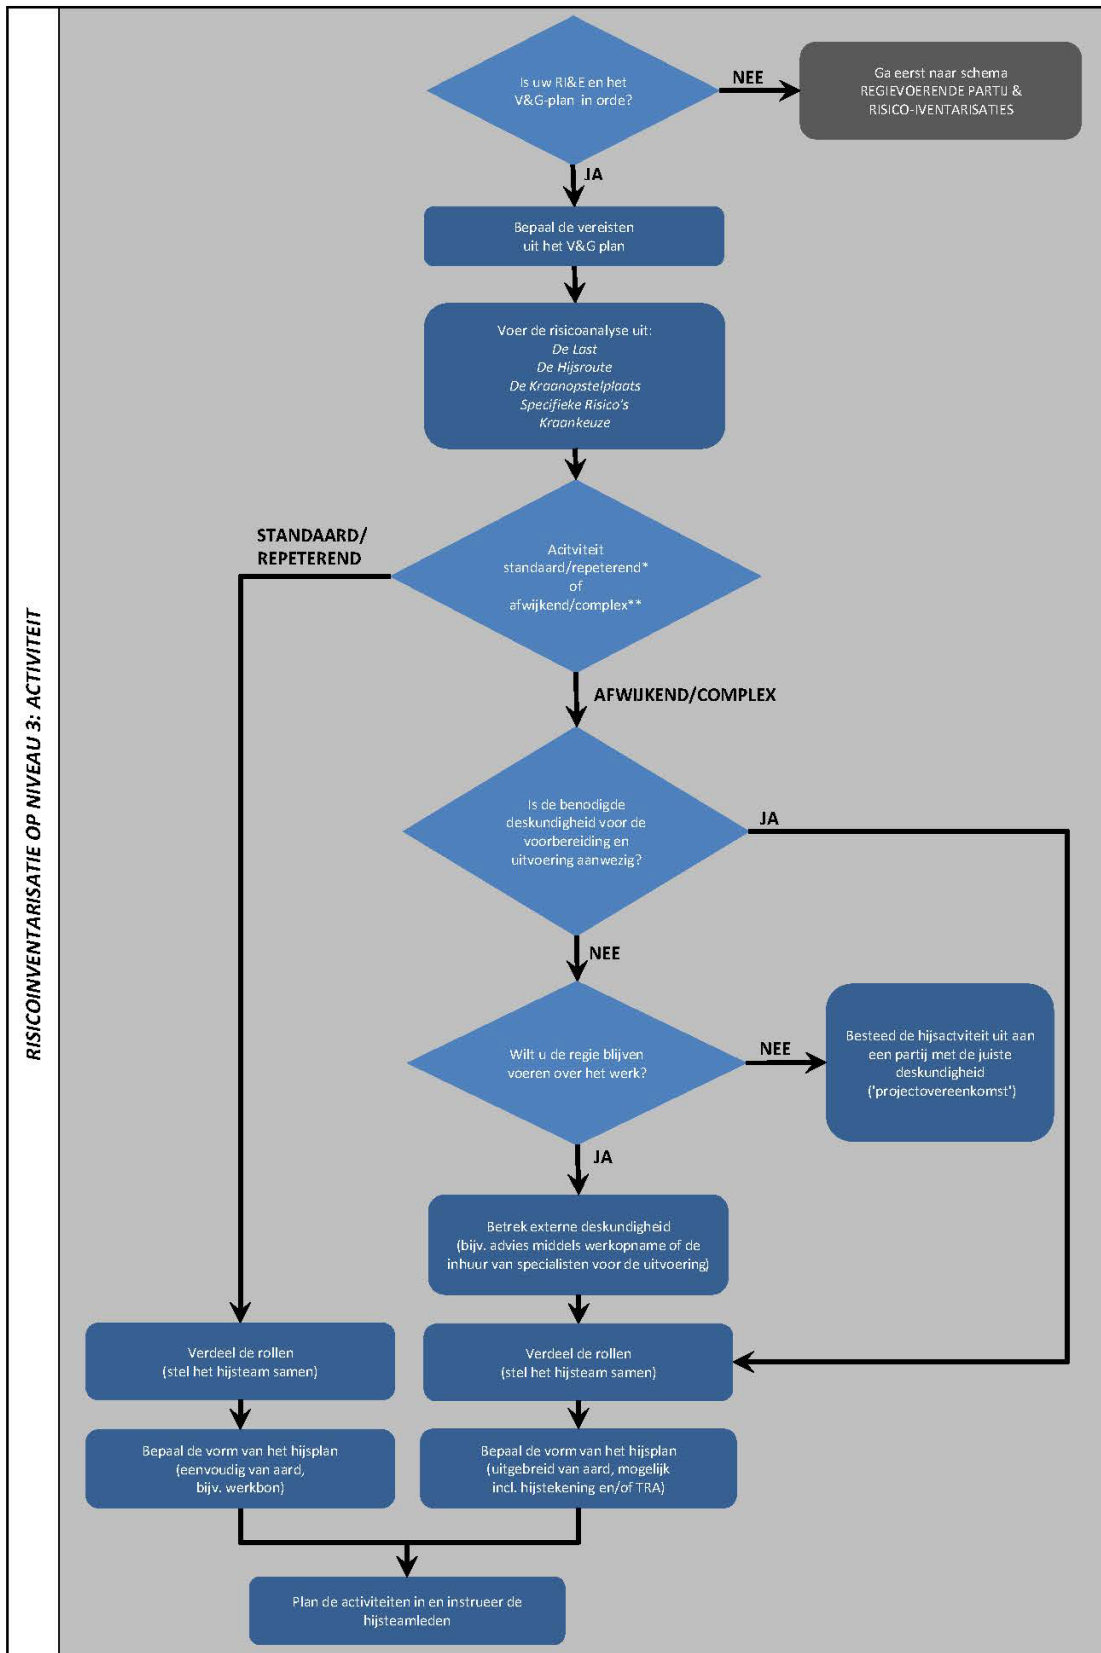 RISICOINVENTARISATIE OP NIVEAU 3: ACTIVITEIT
Is uw RI&E en het
V&G-plan in orde?
NEE
Ga eerst naar schema
REGIEVOERENDE PARTIJ &
RISICO-IVENTARISATIES
JA
Bepaal de vereisten
uit het V&G plan
Voer de risicoanalyse uit:
De Last
De Hijsroute
De Kraanopstelplaats
Specifieke Risico's
Kraankeuze
STANDAARD/
REPETEREND
Acitviteit
standaard/repeterend*
of
afwijkend/complex**
AFWIJKEND/COMPLEX
Is de benodigde
deskundigheid voor de
voorbereiding en
uitvoering aanwezig?
JA
NEE
Wilt u de regie blijven
voeren over het werk?
NEE
Besteed de hijsactviteit uit aan
een partij met de juiste
deskundigheid
('projectovereenkomst')
JA
Betrek externe deskundigheid
(bijv. advies middels werkopname of de
inhuur van specialisten voor de uitvoering)
Verdeel de rollen
(stel het hijsteam samen)
Verdeel de rollen
(stel het hijsteam samen)
Bepaal de vorm van het hijsplan
(eenvoudig van aard,
bijv. werkbon)
Bepaal de vorm van het hijsplan
(uitgebreid van aard, mogelijk
incl. hijstekening en/of TRA)
Plan de activiteiten in en instrueer de
hijsteamleden